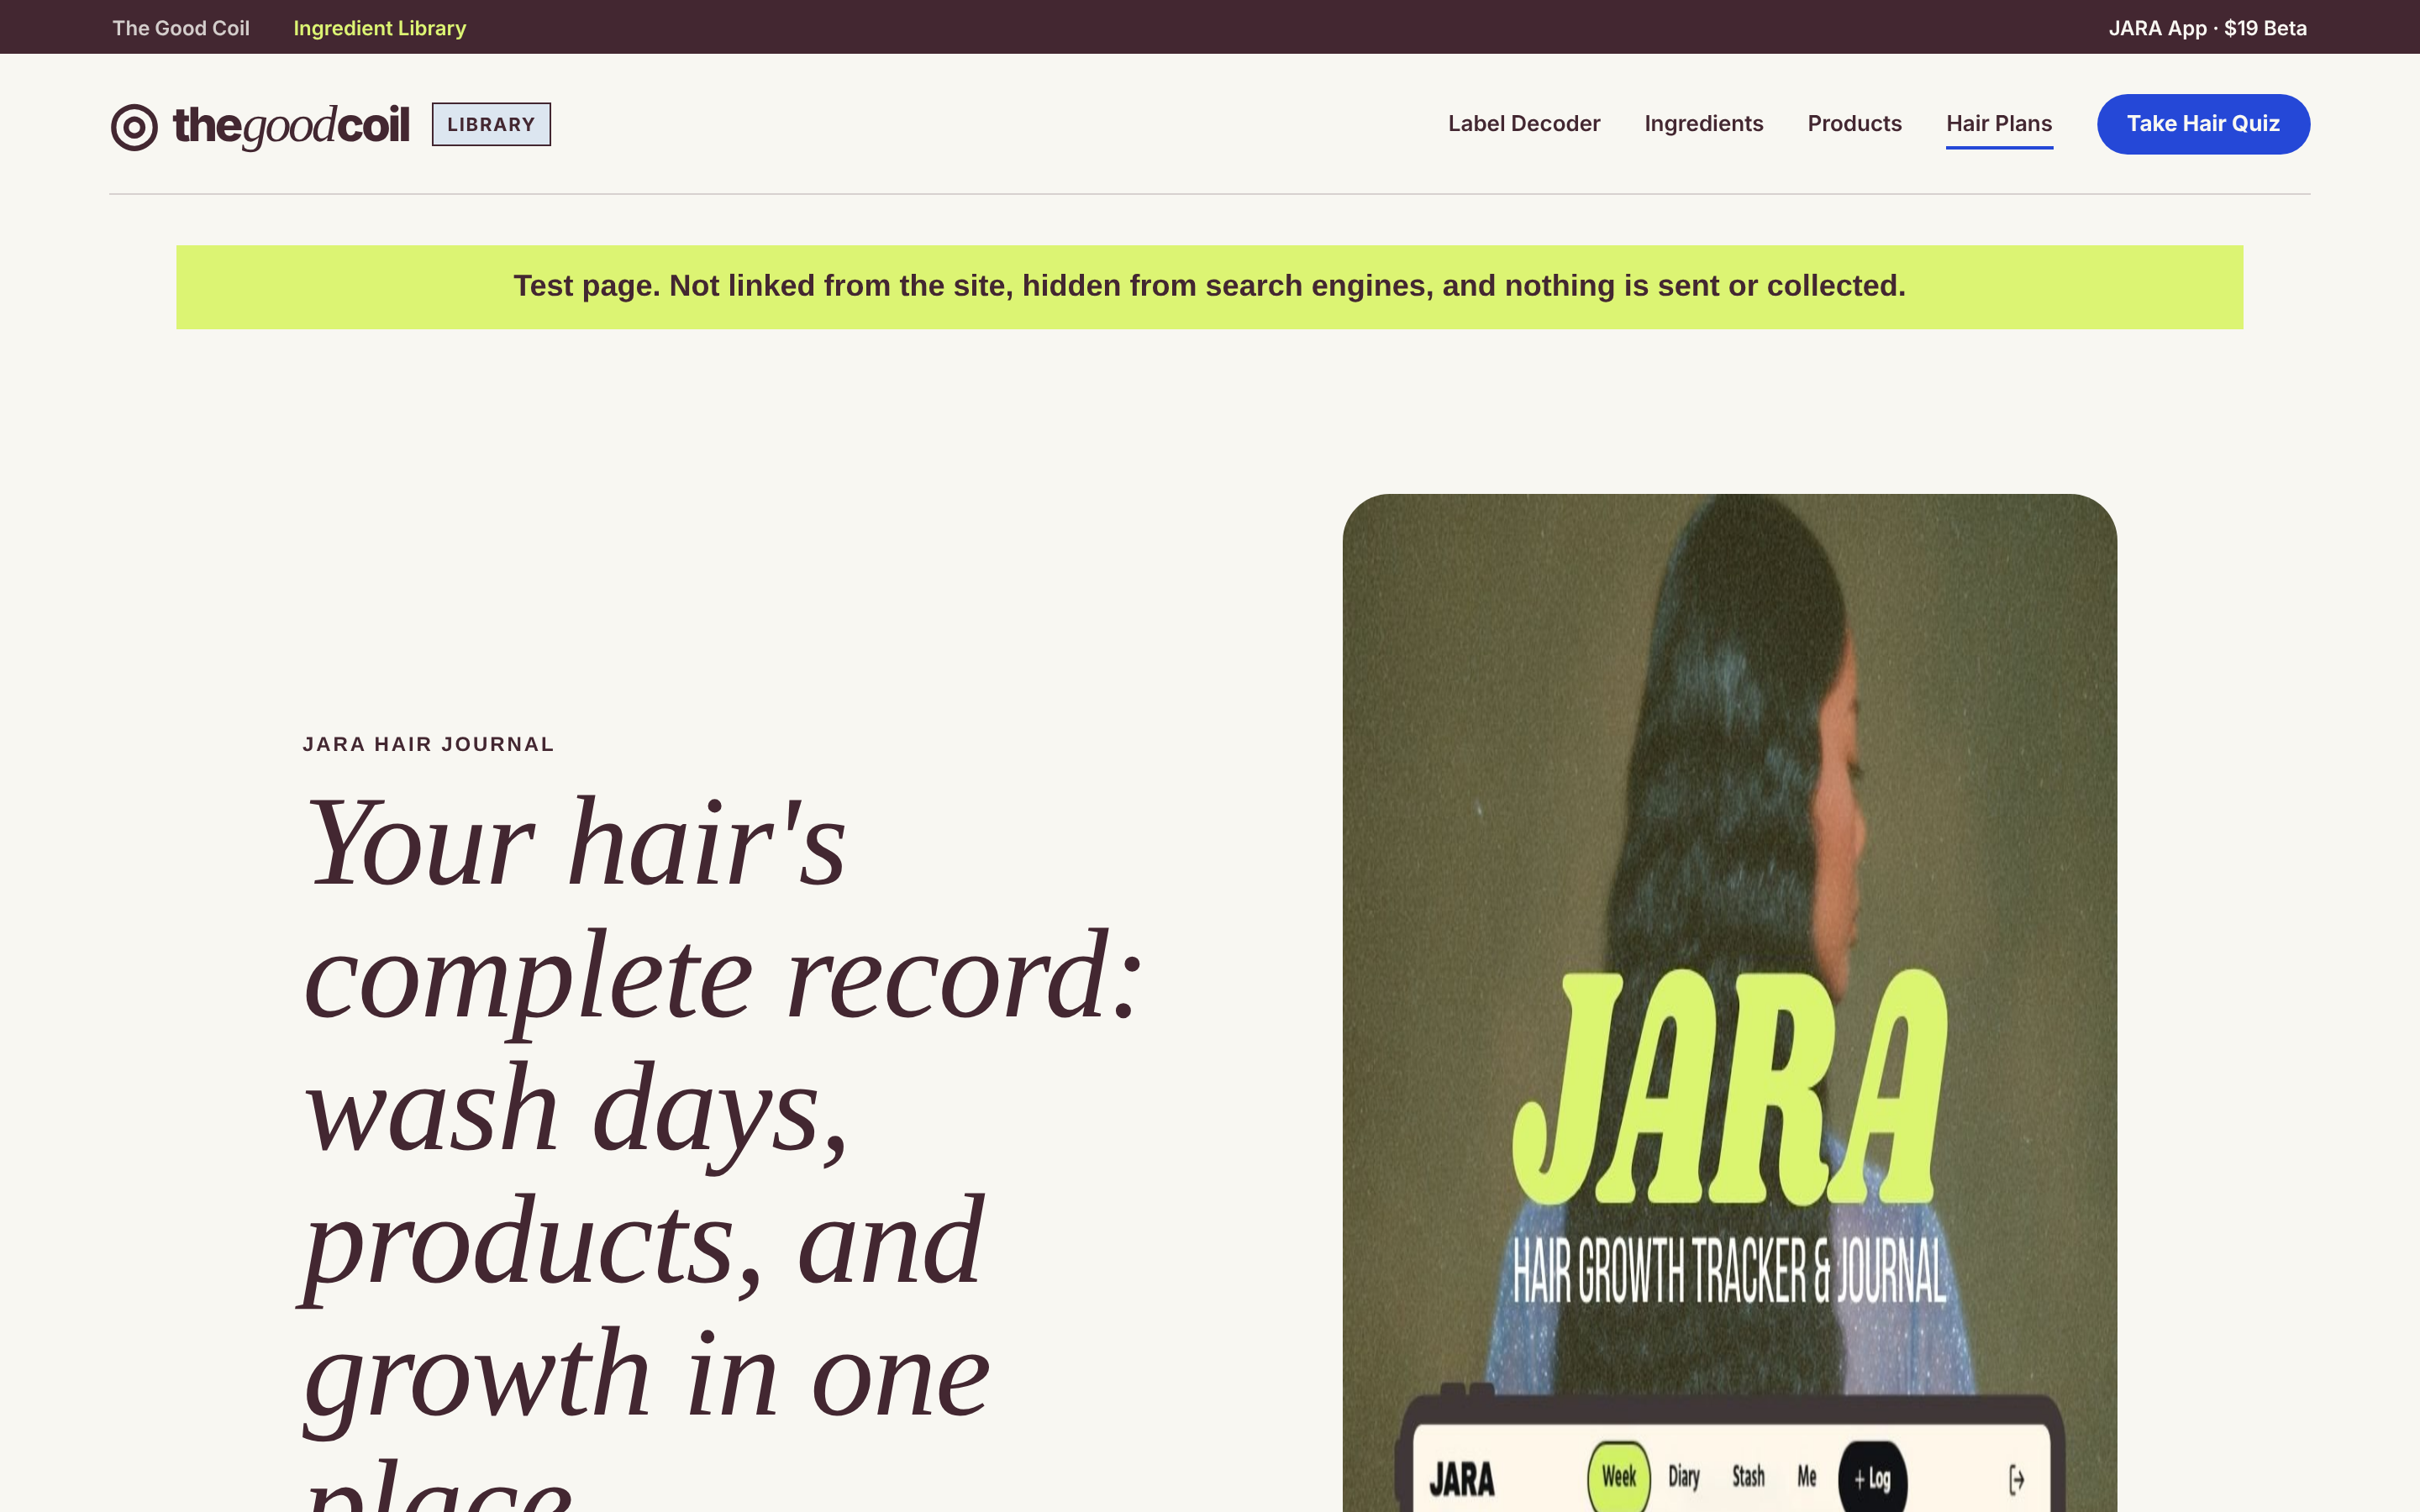 The Good Coil
Ingredient Library
JARA App · $19 Beta
thegoodcoil
LIBRARY
Label Decoder
Ingredients
Products
Hair Plans
Take Hair Quiz
Test page. Not linked from the site, hidden from search engines, and nothing is sent or collected.
JARA HAIR JOURNAL
Your hair's
complete record:
wash days,
products, and
growth in one
place
JARA
HAIR GROWTH TRACKER & JOURNAL
JARA
Week
Diary
Stash
Me
+ Log